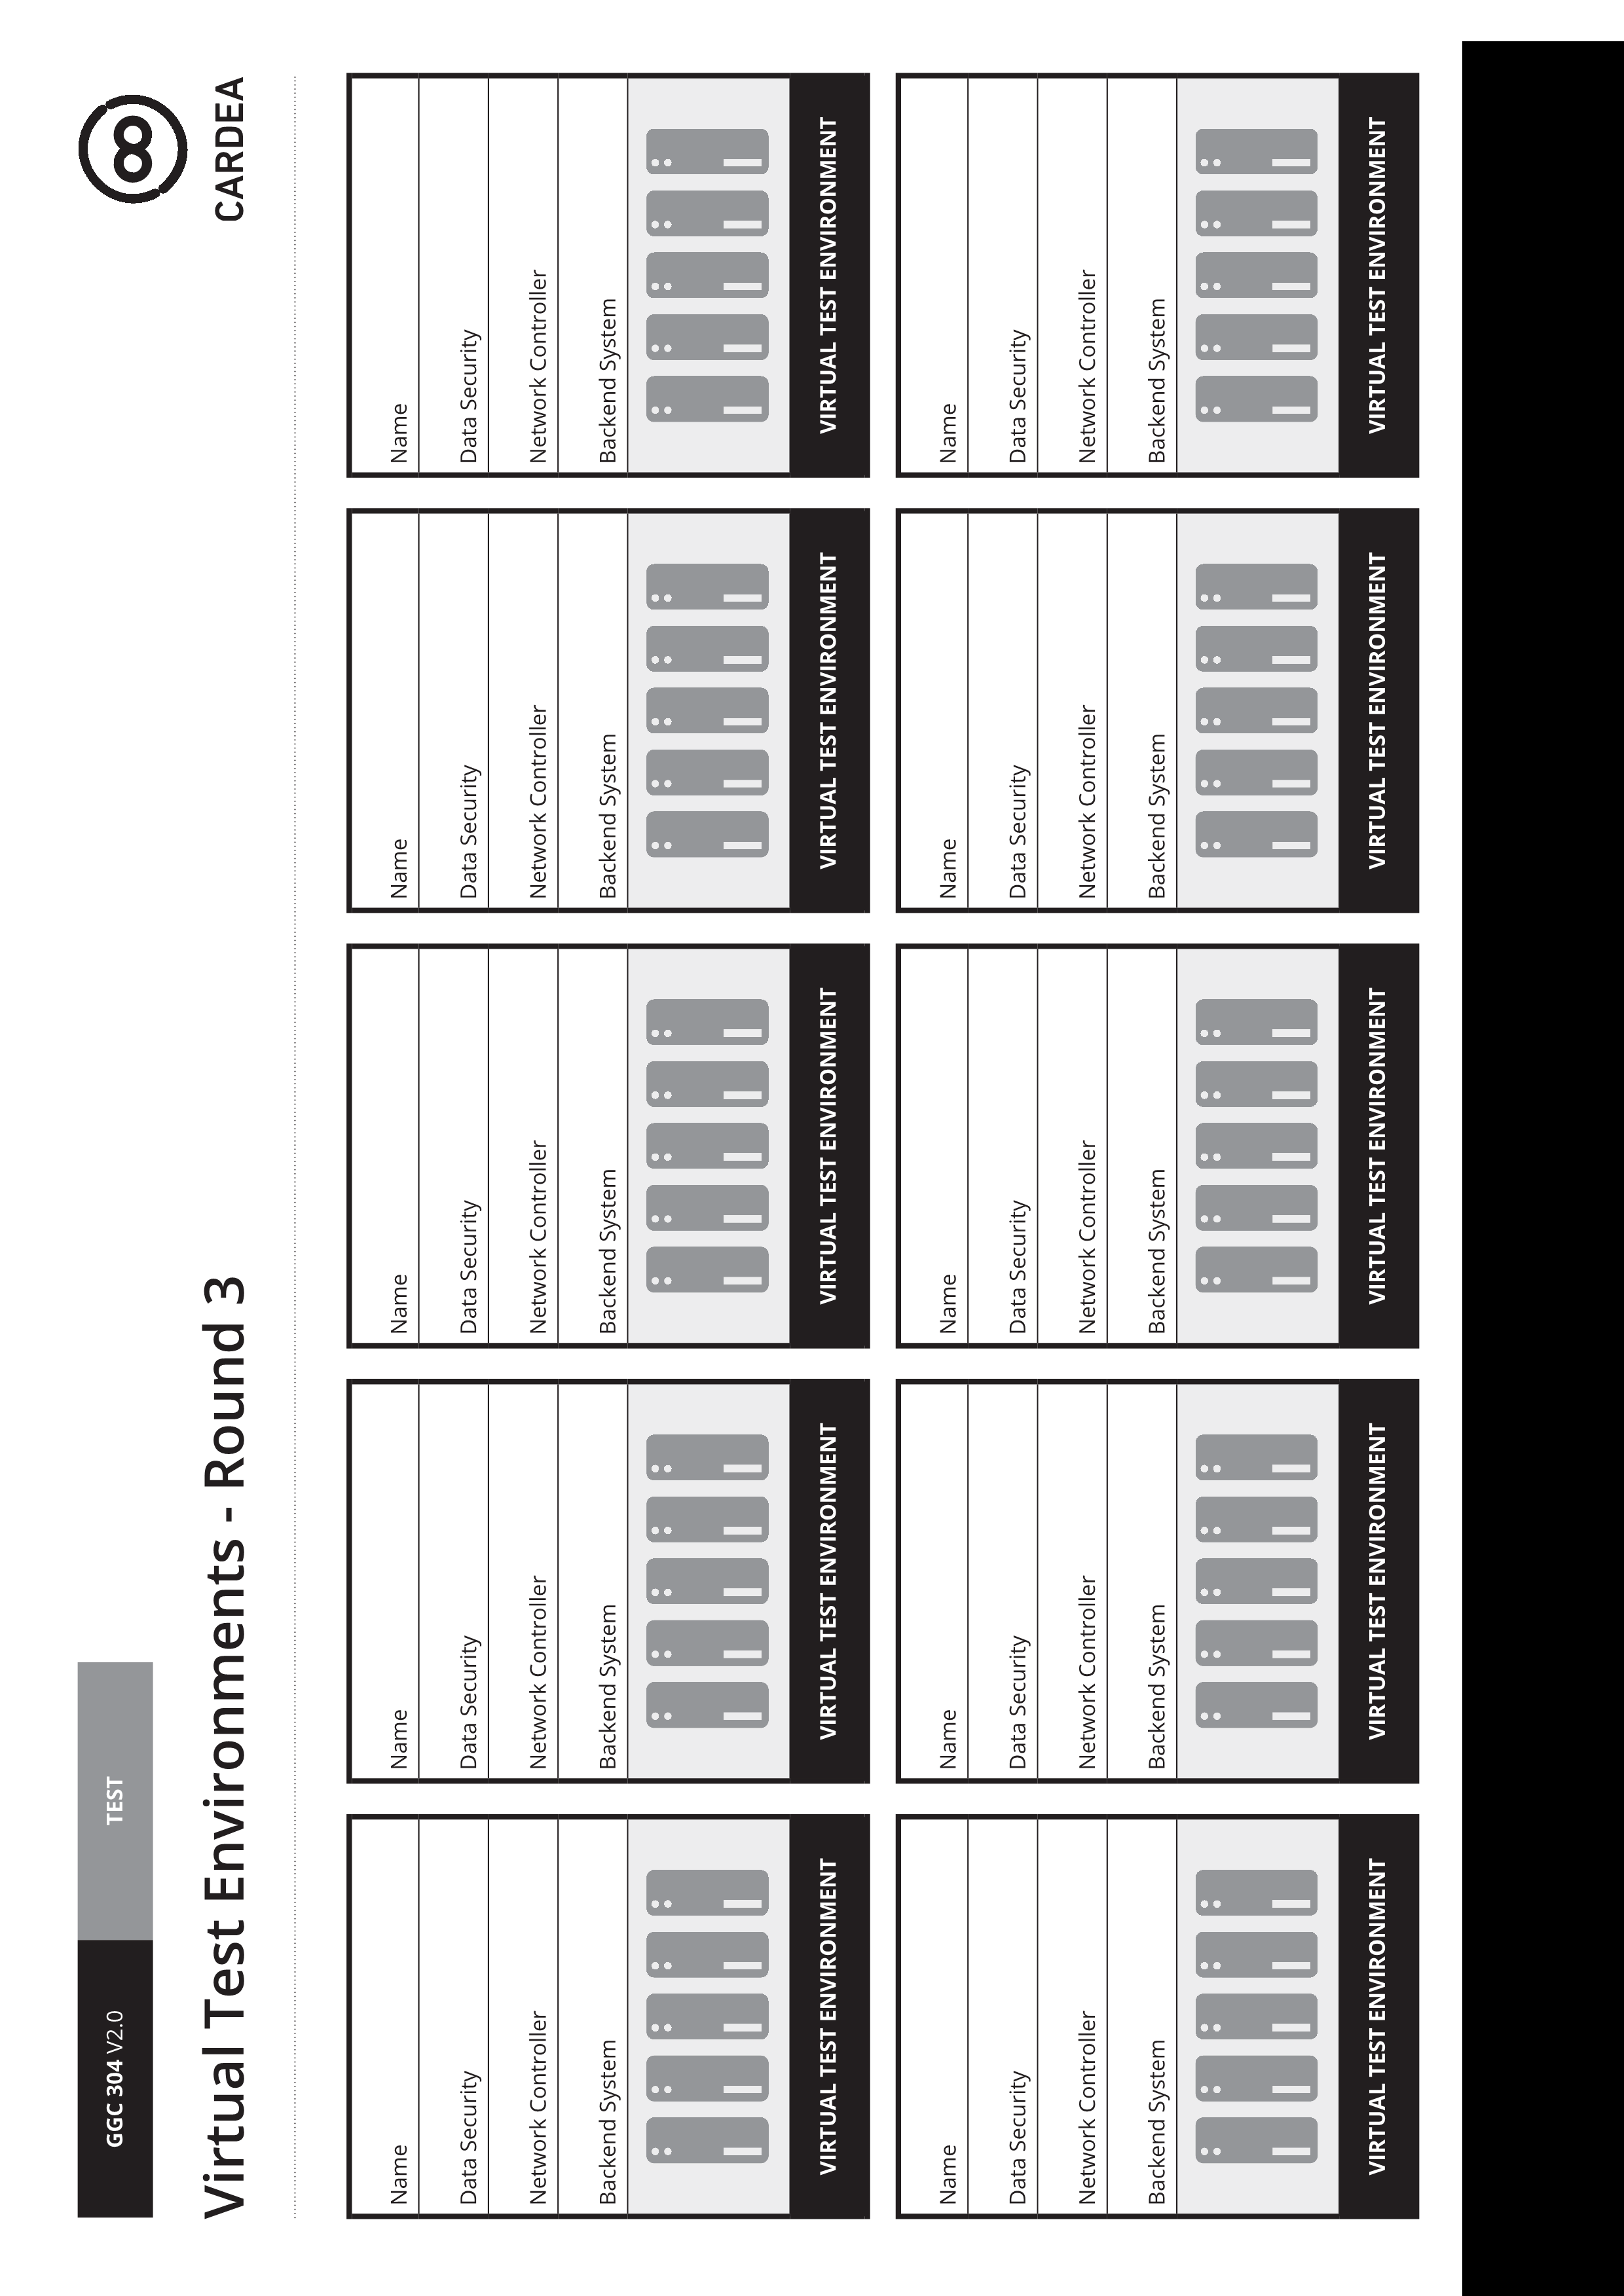 GGC 304 V2.0
TEST
CARDEA
Virtual Test Environments - Round 3
Name
Data Security
Network Controller
Backend System
VIRTUAL TEST ENVIRONMENT
Name
Data Security
Network Controller
Backend System
VIRTUAL TEST ENVIRONMENT
Name
Data Security
Network Controller
Backend System
VIRTUAL TEST ENVIRONMENT
Name
Data Security
Network Controller
Backend System
VIRTUAL TEST ENVIRONMENT
Name
Data Security
Network Controller
Backend System
VIRTUAL TEST ENVIRONMENT
Name
Data Security
Network Controller
Backend System
VIRTUAL TEST ENVIRONMENT
Name
Data Security
Network Controller
Backend System
VIRTUAL TEST ENVIRONMENT
Name
Data Security
Network Controller
Backend System
VIRTUAL TEST ENVIRONMENT
Name
Data Security
Network Controller
Backend System
VIRTUAL TEST ENVIRONMENT
Name
Data Security
Network Controller
Backend System
VIRTUAL TEST ENVIRONMENT